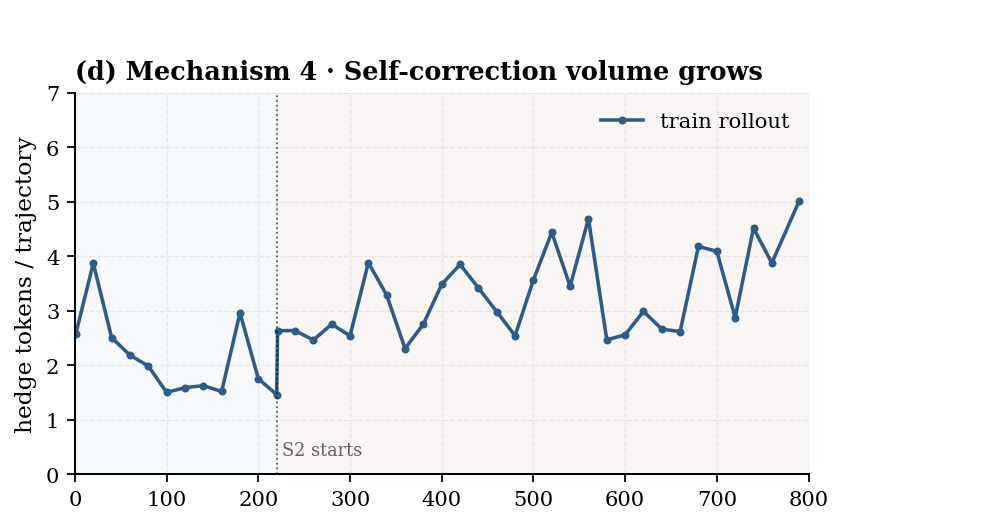 (d) Mechanism 4 · Self-correction volume grows
train rollout
hedge tokens / trajectory
7
6
5
4
3
2
1
0
S2 starts
0 100 200 300 400 500 600 700 800